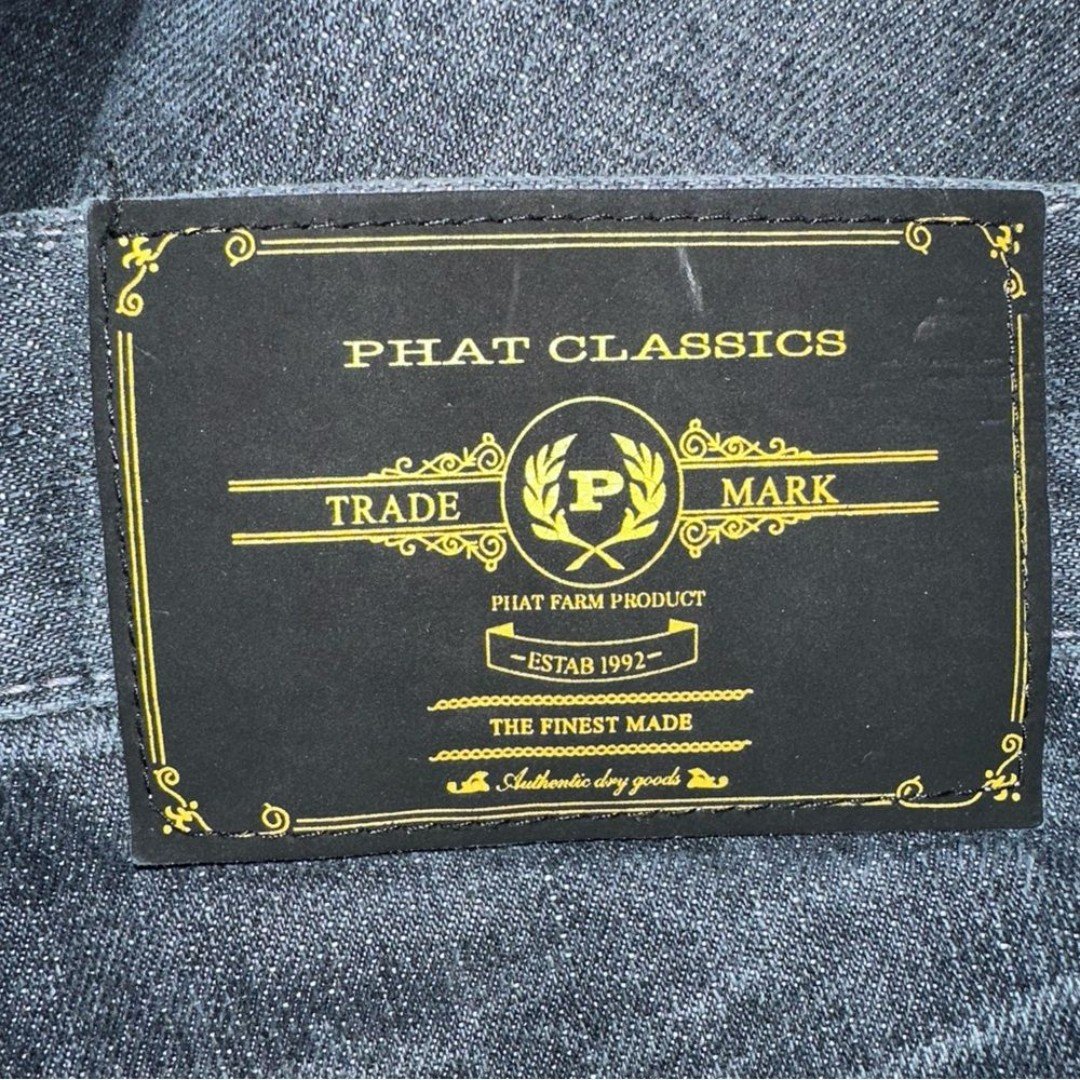 PHAT CLASSICS
TRADE P MARK
PHAT FARM PRODUCT
-ESTAB 1992-
THE FINEST MADE
Authentic dry goods